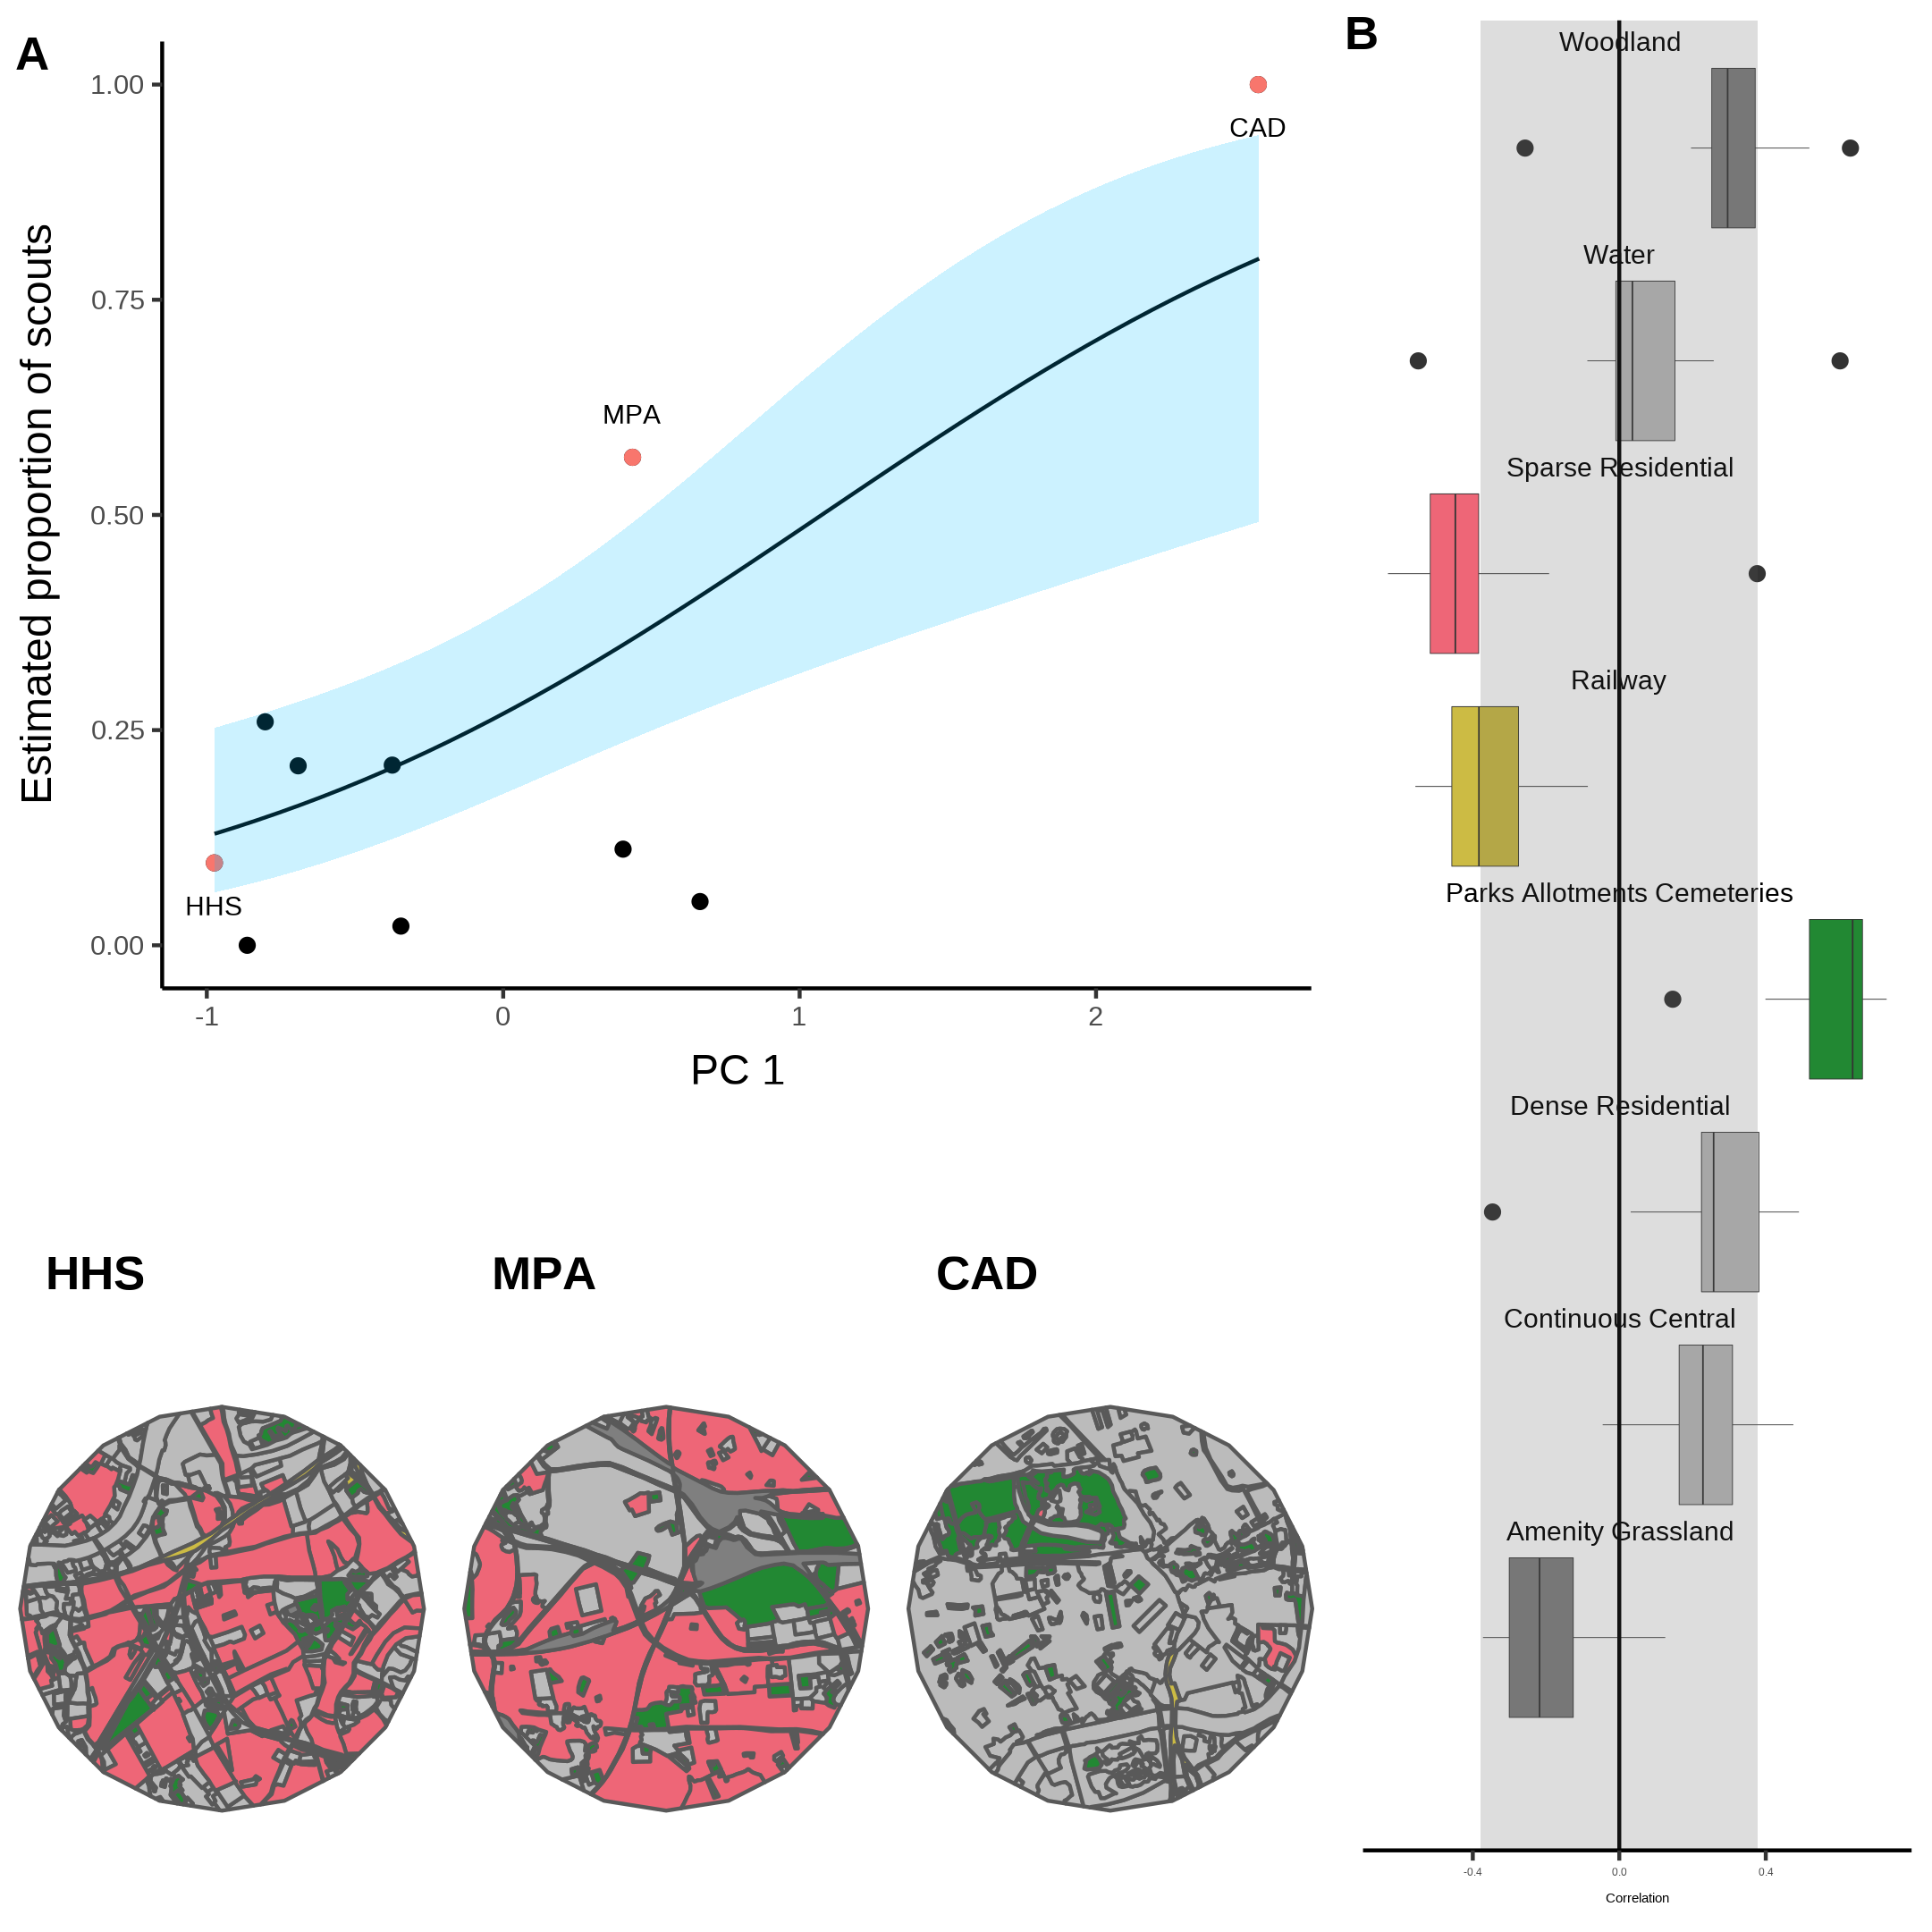 A
Estimated proportion of scouts
1.00
0.75
0.50
0.25
0.00
CAD
MPA
HHS
-1
0
1
2
PC 1
HHS
MPA
CAD
B
Woodland
Water
Sparse Residential
Railway
Parks Allotments Cemeteries
Dense Residential
Continuous Central
Amenity Grassland
-0.4
0.0
0.4
Correlation